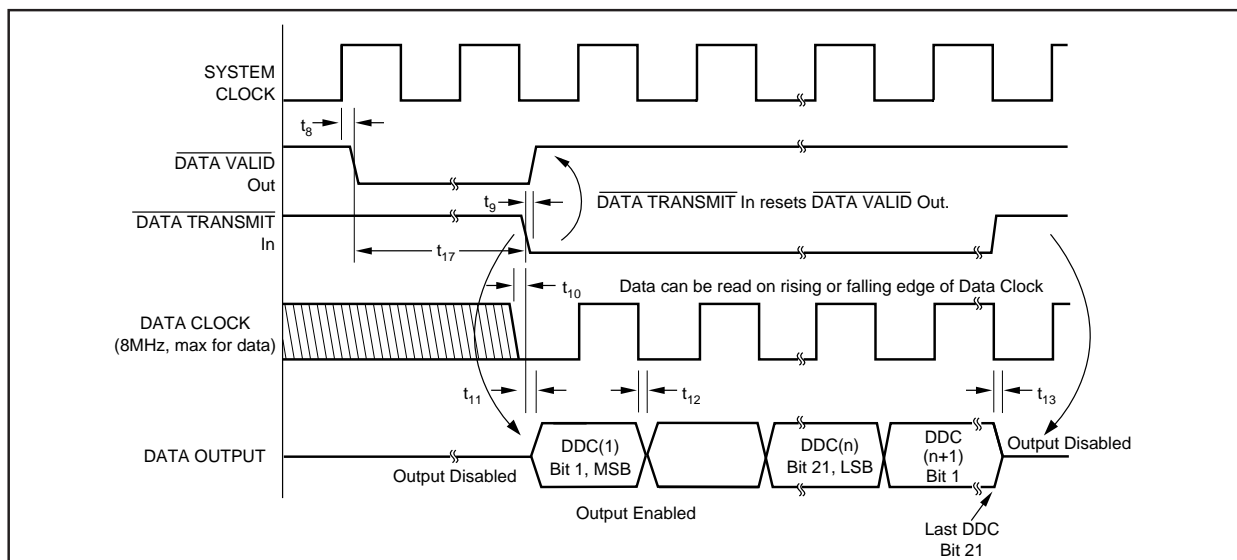 SYSTEM
CLOCK
t8
DATA VALID
Out
t9
DATA TRANSMIT In resets DATA VALID Out.
DATA TRANSMIT
In
t17
t10
Data can be read on rising or falling edge of Data Clock
DATA CLOCK
(8MHz, max for data)
t11
t12
t13
DATA OUTPUT
Output Disabled
DDC(1)
Bit 1, MSB
DDC(n)
Bit 21, LSB
DDC
(n+1)
Bit 1
Output Disabled
Output Enabled
Last DDC
Bit 21